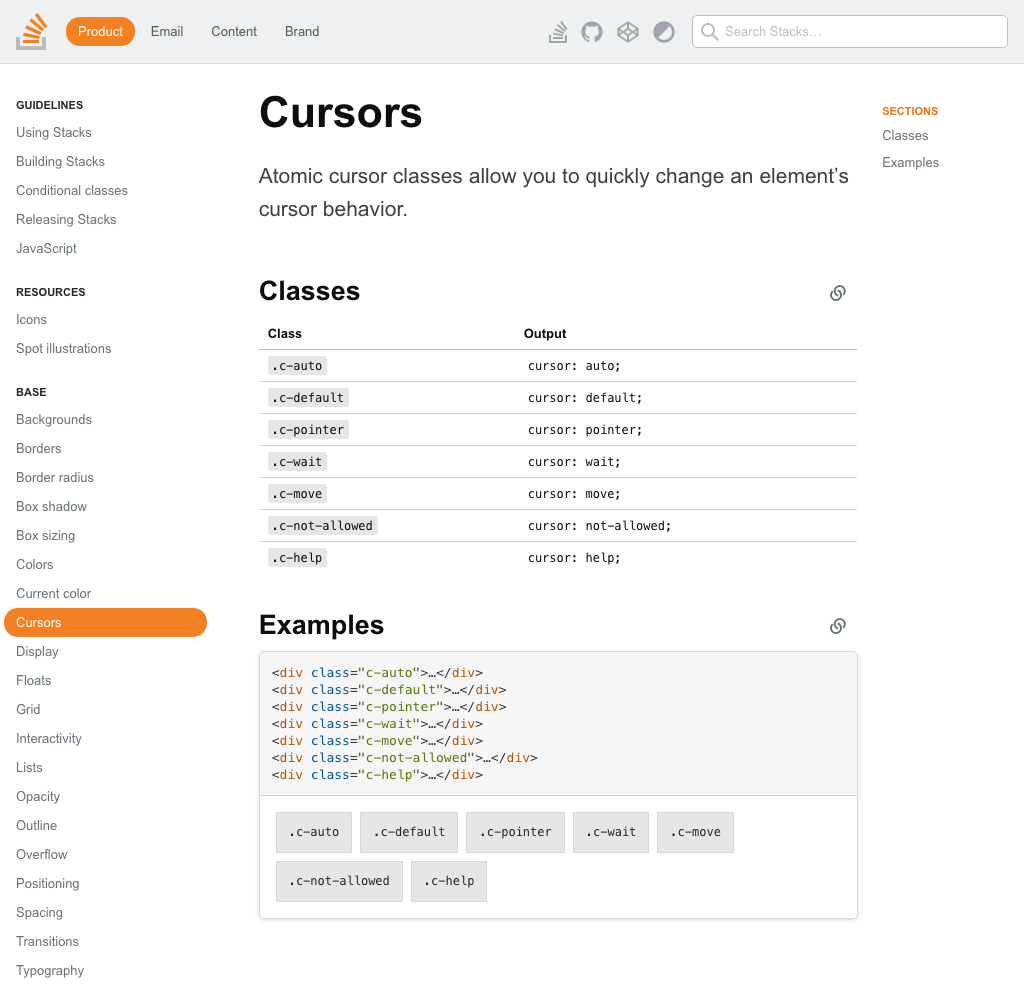 Product Email Content Brand Search Stacks…
GUIDELINES
Using Stacks
Building Stacks
Conditional classes
Releasing Stacks
JavaScript
RESOURCES
Icons
Spot illustrations
BASE
Backgrounds
Borders
Border radius
Box shadow
Box sizing
Colors
Current color
Cursors
Display
Floats
Grid
Interactivity
Lists
Opacity
Outline
Overflow
Positioning
Spacing
Transitions
Typography
Cursors
Atomic cursor classes allow you to quickly change an element’s
cursor behavior.
Classes
Class Output
.c-auto cursor: auto;
.c-default cursor: default;
.c-pointer cursor: pointer;
.c-wait cursor: wait;
.c-move cursor: move;
.c-not-allowed cursor: not-allowed;
.c-help cursor: help;
Examples
<div class="c-auto">…</div>
<div class="c-default">…</div>
<div class="c-pointer">…</div>
<div class="c-wait">…</div>
<div class="c-move">…</div>
<div class="c-not-allowed">…</div>
<div class="c-help">…</div>
.c-auto .c-default .c-pointer .c-wait .c-move
.c-not-allowed .c-help
SECTIONS
Classes
Examples